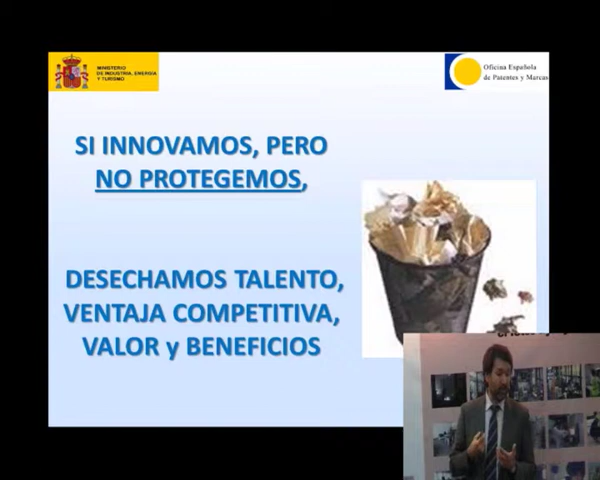 MINISTERIO
DE INDUSTRIA, ENERGÍA
Y TURISMO
Oficina Española
de Patentes y Marcas
SI INNOVAMOS, PERO
NO PROTEGEMOS,
DESECHAMOS TALENTO,
VENTAJA COMPETITIVA,
VALOR y BENEFICIOS